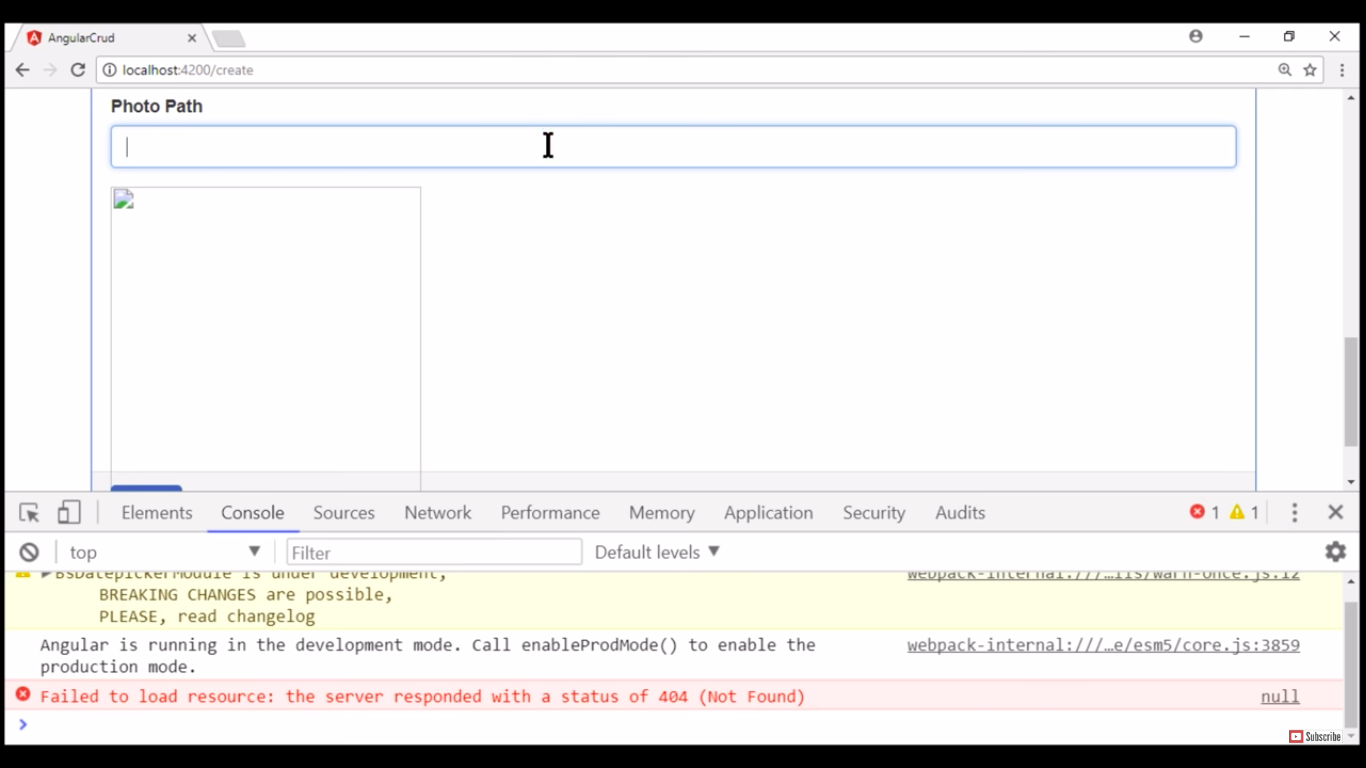 AngularCrud
localhost:4200/create
Photo Path
Elements Console Sources Network Performance Memory Application Security Audits 1 1
top Filter Default levels
BsDatepickerModule is under development, webpack-internal:///…ils/warn-once.js:12
BREAKING CHANGES are possible,
PLEASE, read changelog
Angular is running in the development mode. Call enableProdMode() to enable the webpack-internal:///…e/esm5/core.js:3859
production mode.
Failed to load resource: the server responded with a status of 404 (Not Found) null
Subscribe